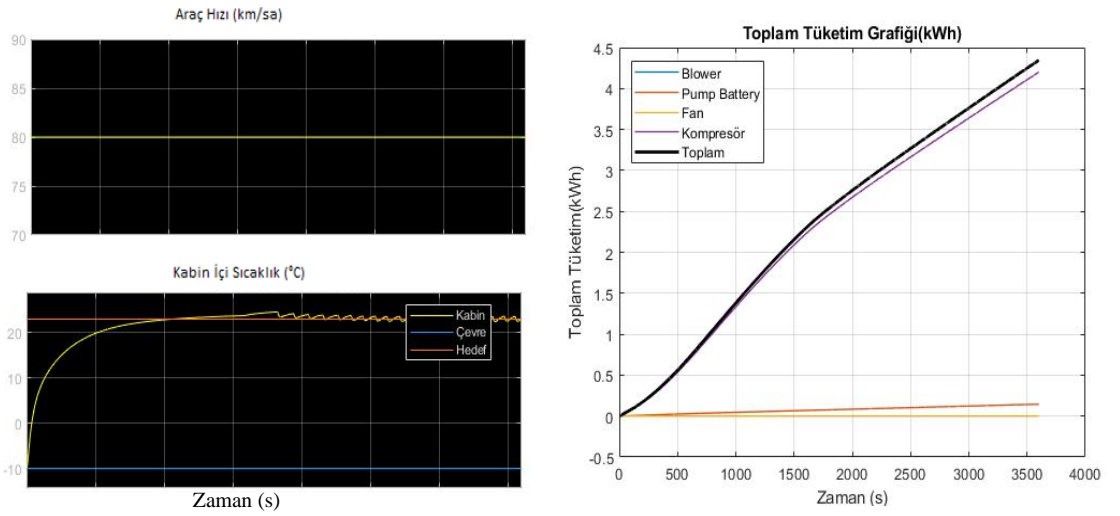 Araç Hızı (km/sa)
90
85
80
75
70
Kabin İçi Sıcaklık (⁰C)
20
10
0
-10
Kabin
Çevre
Hedef
Zaman (s)
Toplam Tüketim Grafiği(kWh)
Toplam Tüketim(kWh)
4.5
4
3.5
3
2.5
2
1.5
1
0.5
0
-0.5
Blower
Pump Battery
Fan
Kompresör
Toplam
0 500 1000 1500 2000 2500 3000 3500 4000
Zaman (s)